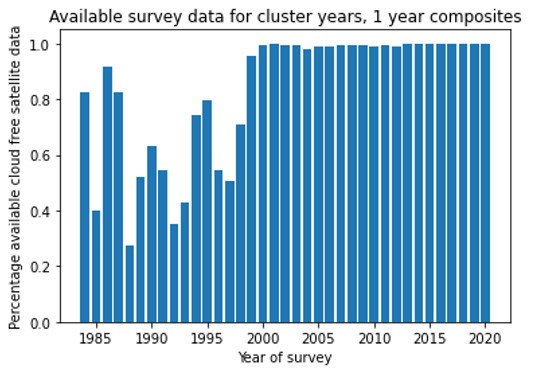 Available survey data for cluster years, 1 year composites
Percentage available cloud free satellite data
1.0
0.8
0.6
0.4
0.2
0.0
1985 1990 1995 2000 2005 2010 2015 2020
Year of survey